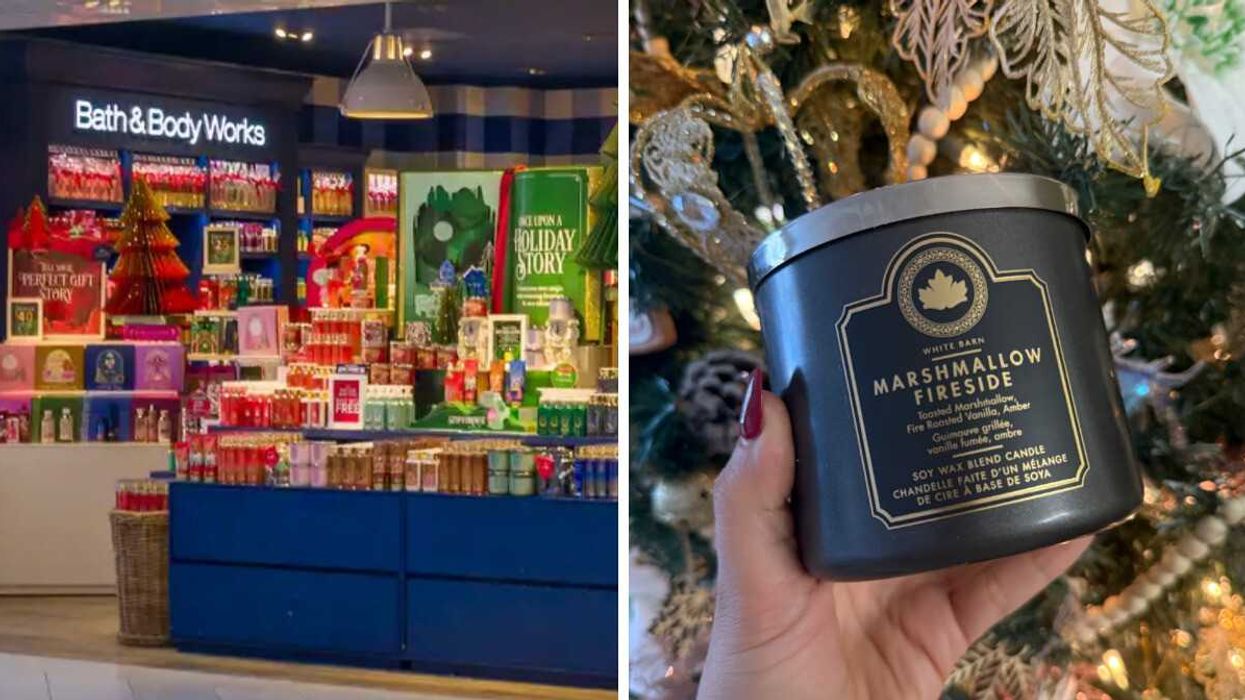 Bath & Body Works
ONCE UPON A
HOLIDAY
STORY
PERFECT GIFT
STORY
FREE
WHITE BARN
MARSHMALLOW
FIRESIDE
Toasted Marshmallow,
Fire Roasted Vanilla, Amber
Guimauve grillée,
vanille fumée, ambre
SOY WAX BLEND CANDLE
CHANDELLE FAITE D'UN MÉLANGE
DE CIRE À BASE DE SOYA